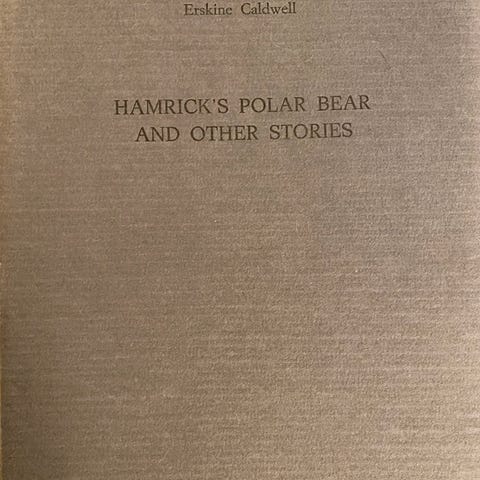 Erskine Caldwell
HAMRICK'S POLAR BEAR
AND OTHER STORIES